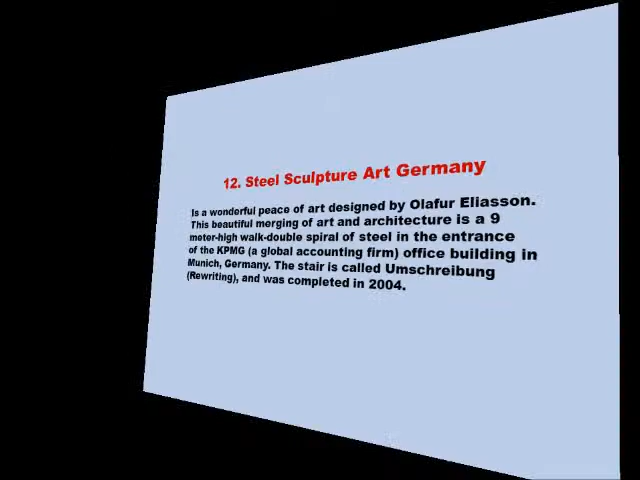 12. Steel Sculpture Art Germany
Is a wonderful peace of art designed by Olafur Eliasson.
This beautiful merging of art and architecture is a 9
meter-high walk-double spiral of steel in the entrance
of the KPMG (a global accounting firm) office building in
Munich, Germany. The stair is called Umschreibung
(Rewriting), and was completed in 2004.